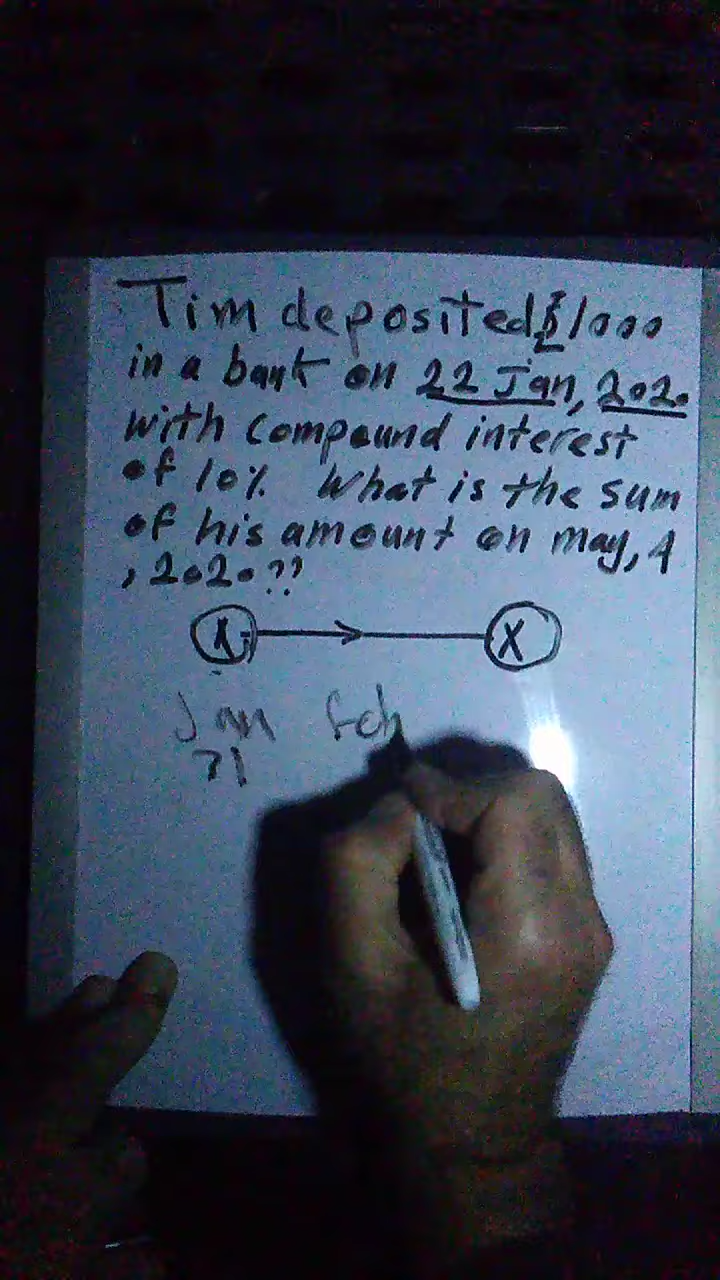 Tim deposited $1000
in a bank on 22 Jan, 2020
with compound interest
of 10% What is the sum
of his amount on may, 4
, 2020??
X X
Jan feb
31